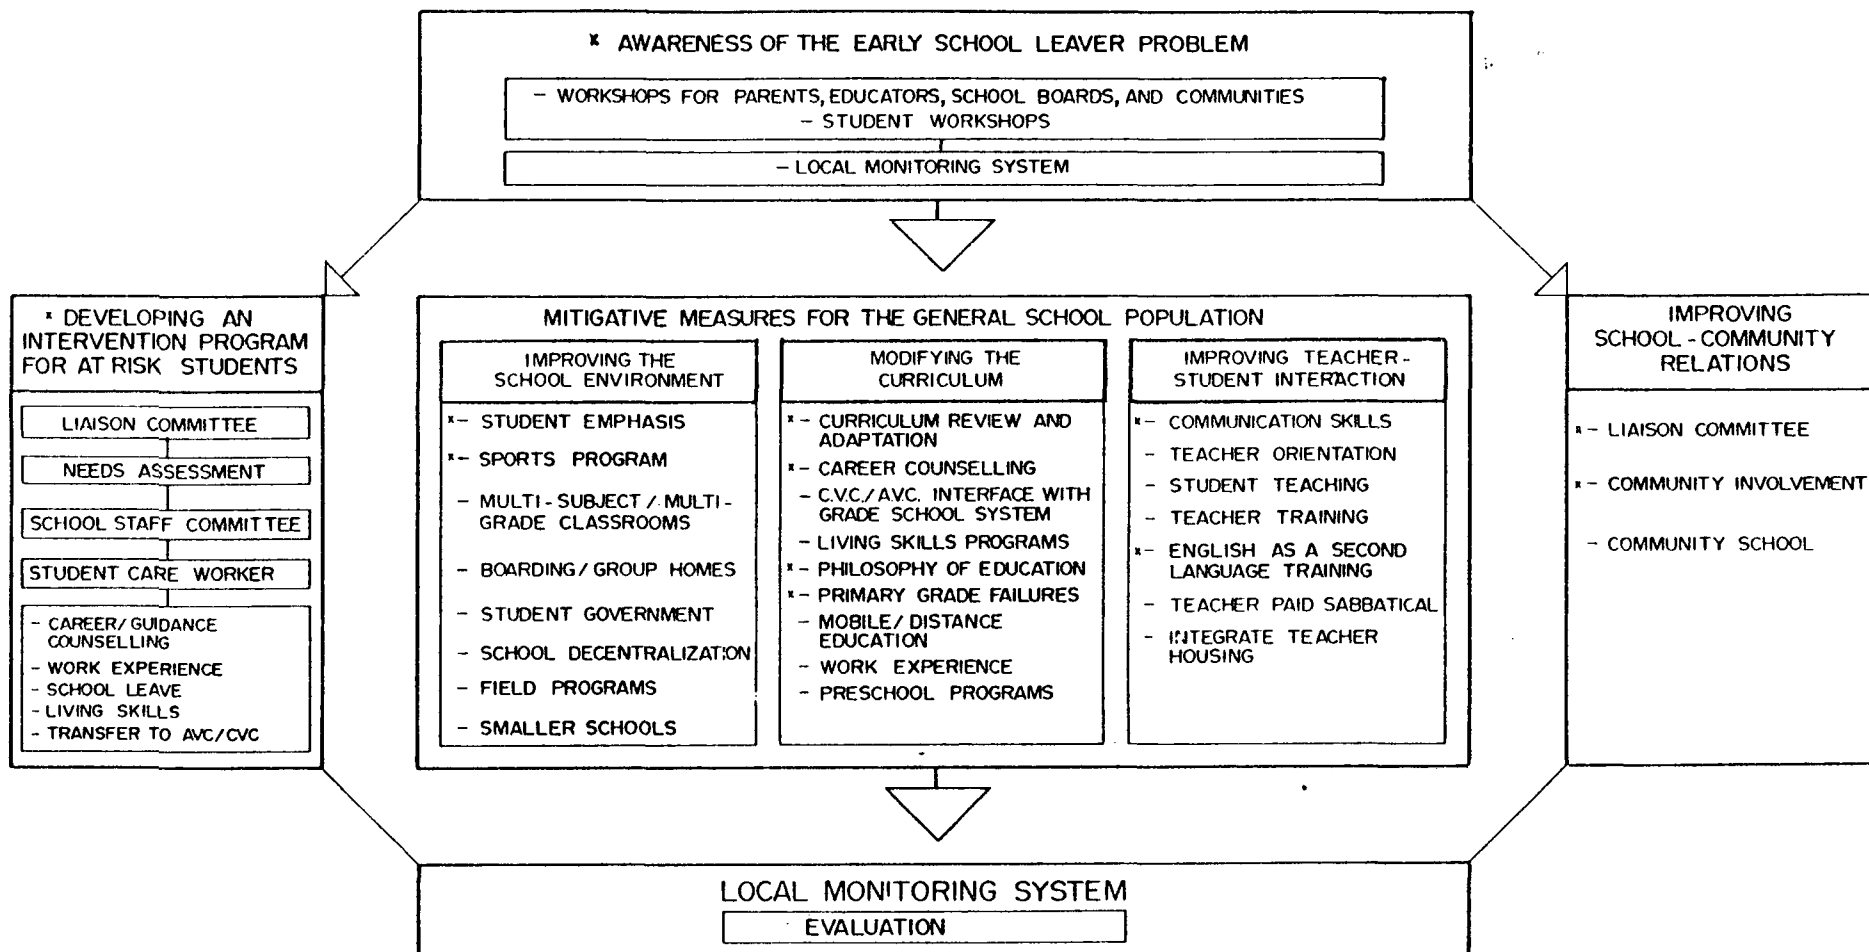 * AWARENESS OF THE EARLY SCHOOL LEAVER PROBLEM
- WORKSHOPS FOR PARENTS, EDUCATORS, SCHOOL BOARDS, AND COMMUNITIES
- STUDENT WORKSHOPS
- LOCAL MONITORING SYSTEM
* DEVELOPING AN
INTERVENTION PROGRAM
FOR AT RISK STUDENTS
LIAISON COMMITTEE
NEEDS ASSESSMENT
SCHOOL STAFF COMMITTEE
STUDENT CARE WORKER
- CAREER/GUIDANCE
COUNSELLING
- WORK EXPERIENCE
- SCHOOL LEAVE
- LIVING SKILLS
- TRANSFER TO AVC/CVC
MITIGATIVE MEASURES FOR THE GENERAL SCHOOL POPULATION
IMPROVING THE
SCHOOL ENVIRONMENT
*- STUDENT EMPHASIS
*- SPORTS PROGRAM
- MULTI-SUBJECT / MULTI-
GRADE CLASSROOMS
- BOARDING/GROUP HOMES
- STUDENT GOVERNMENT
- SCHOOL DECENTRALIZATION
- FIELD PROGRAMS
- SMALLER SCHOOLS
MODIFYING THE
CURRICULUM
*- CURRICULUM REVIEW AND
ADAPTATION
*- CAREER COUNSELLING
- C.V.C./A.V.C. INTERFACE WITH
GRADE SCHOOL SYSTEM
- LIVING SKILLS PROGRAMS
*- PHILOSOPHY OF EDUCATION
*- PRIMARY GRADE FAILURES
- MOBILE/DISTANCE
EDUCATION
- WORK EXPERIENCE
- PRESCHOOL PROGRAMS
IMPROVING TEACHER-
STUDENT INTERACTION
*- COMMUNICATION SKILLS
- TEACHER ORIENTATION
- STUDENT TEACHING
- TEACHER TRAINING
*- ENGLISH AS A SECOND
LANGUAGE TRAINING
- TEACHER PAID SABBATICAL
- INTEGRATE TEACHER
HOUSING
IMPROVING
SCHOOL-COMMUNITY
RELATIONS
*- LIAISON COMMITTEE
*- COMMUNITY INVOLVEMENT
- COMMUNITY SCHOOL
LOCAL MONITORING SYSTEM
EVALUATION